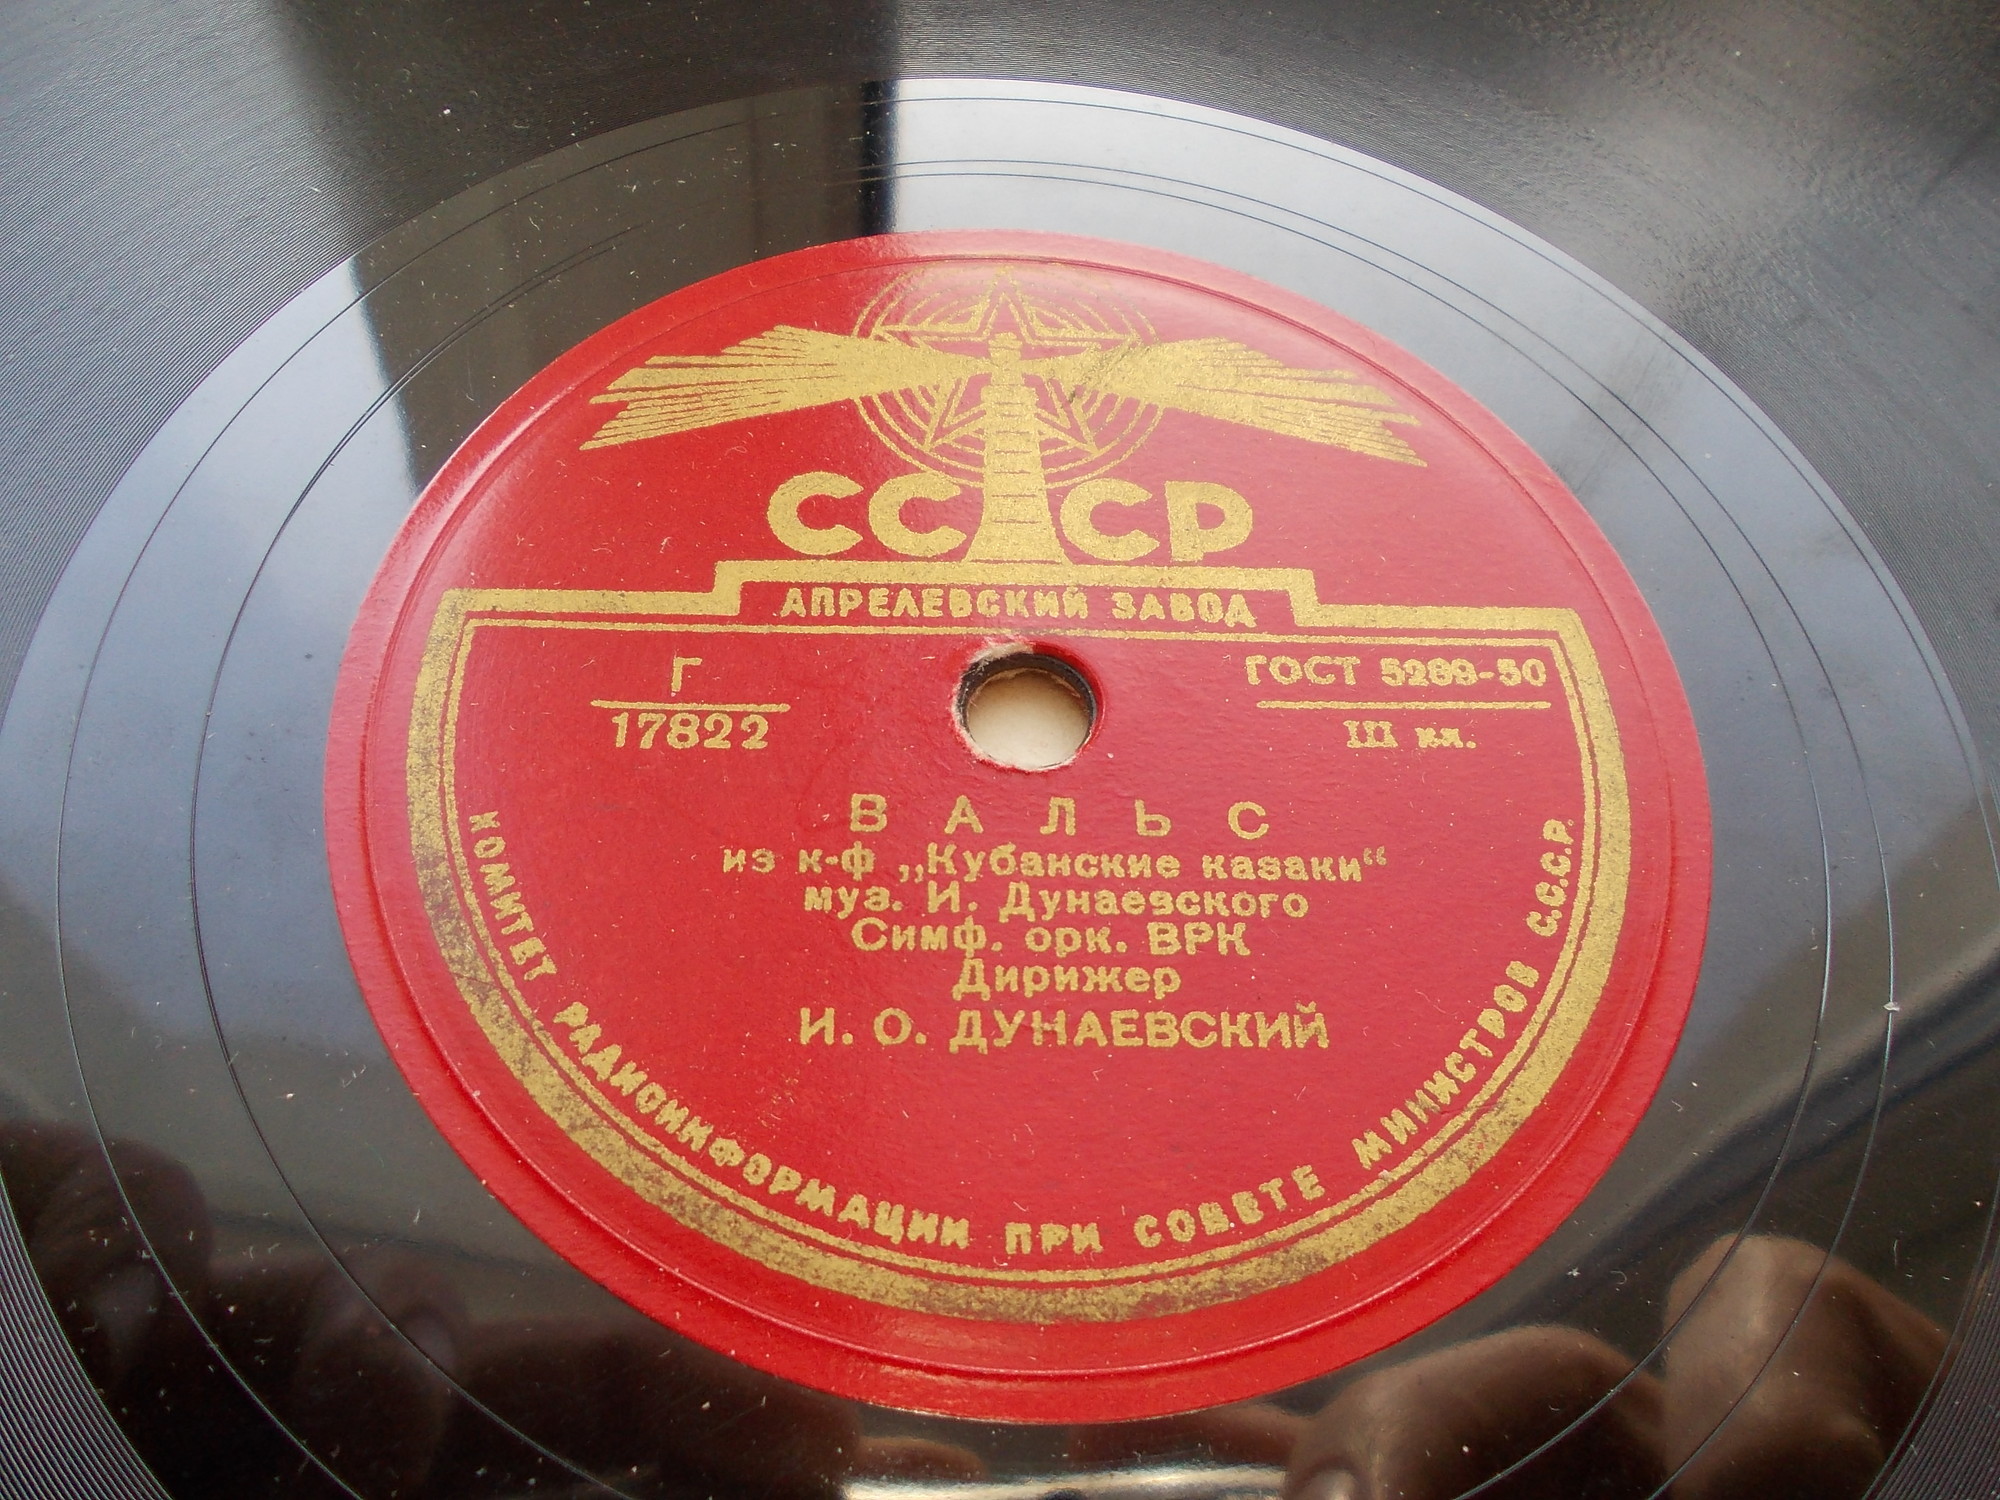 СССР
АПРЕЛЕВСКИЙ ЗАВОД
Г
17822
ГОСТ 5289-50
III кл.
ВАЛЬС
из к-ф „Кубанские казаки“
муз. И. Дунаевского
Симф. орк. ВРК
Дирижер
И. О. ДУНАЕВСКИЙ
КОМИТЕТ РАДИОИНФОРМАЦИИ ПРИ СОВЕТЕ МИНИСТРОВ С.С.С.Р.